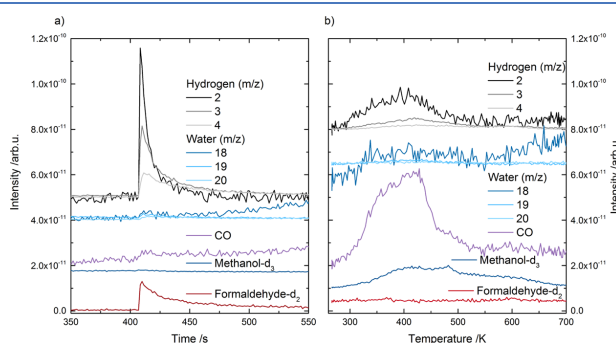 a)
b)
1.2x10⁻¹⁰
1.0x10⁻¹⁰
8.0x10⁻¹¹
6.0x10⁻¹¹
4.0x10⁻¹¹
2.0x10⁻¹¹
0.0
Intensity /arb.u.
Hydrogen (m/z)
2
3
4
Water (m/z)
18
19
20
CO
Methanol-d₃
Formaldehyde-d₂
350
400
450
500
550
Time /s
Hydrogen (m/z)
2
3
4
Water (m/z)
18
19
20
CO
Methanol-d₃
Formaldehyde-d₂
300
400
500
600
700
Temperature /K
1.2x10⁻¹⁰
1.0x10⁻¹⁰
8.0x10⁻¹¹
6.0x10⁻¹¹
4.0x10⁻¹¹
2.0x10⁻¹¹
0.0
Intensity /arb.u